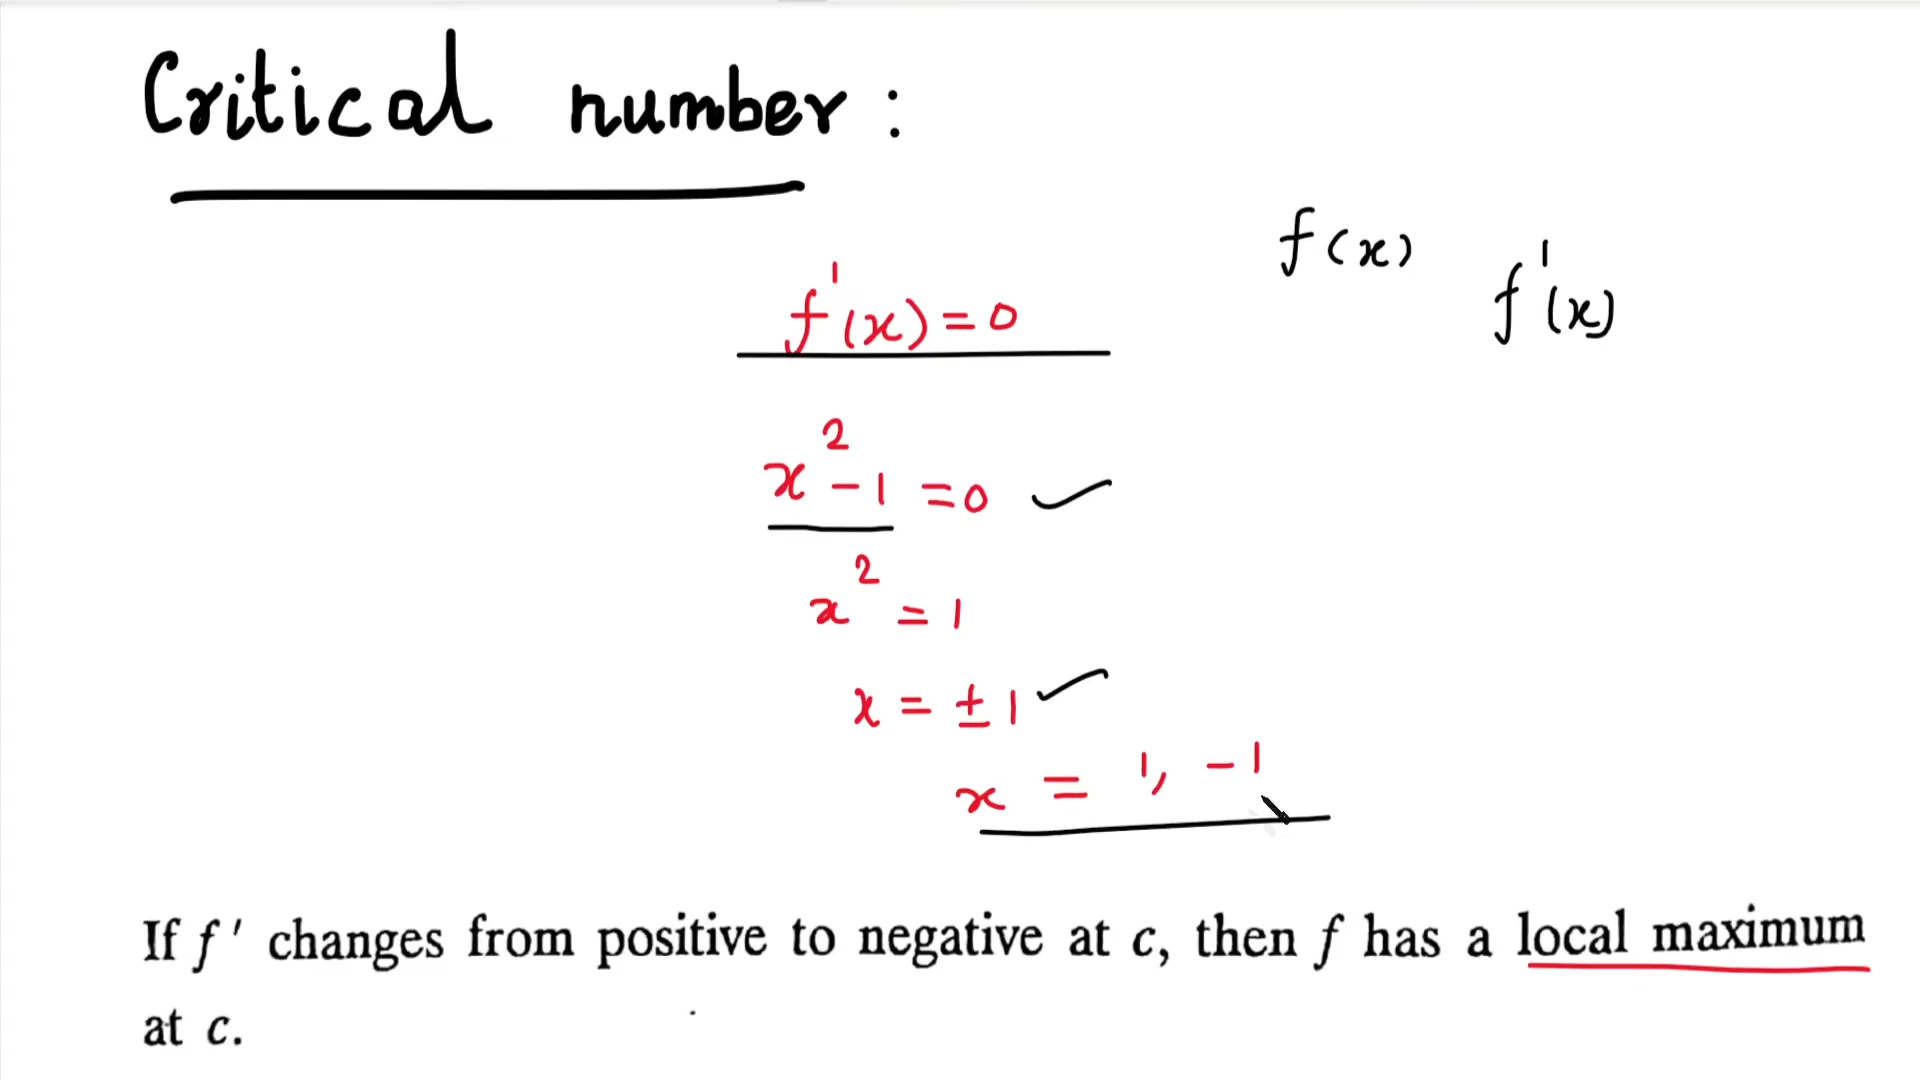 Critical number :
f(x)
f'(x)
f'(x) = 0
x² - 1 = 0
x² = 1
x = ± 1
x = 1, -1
If f ′ changes from positive to negative at c, then f has a local maximum
at c.